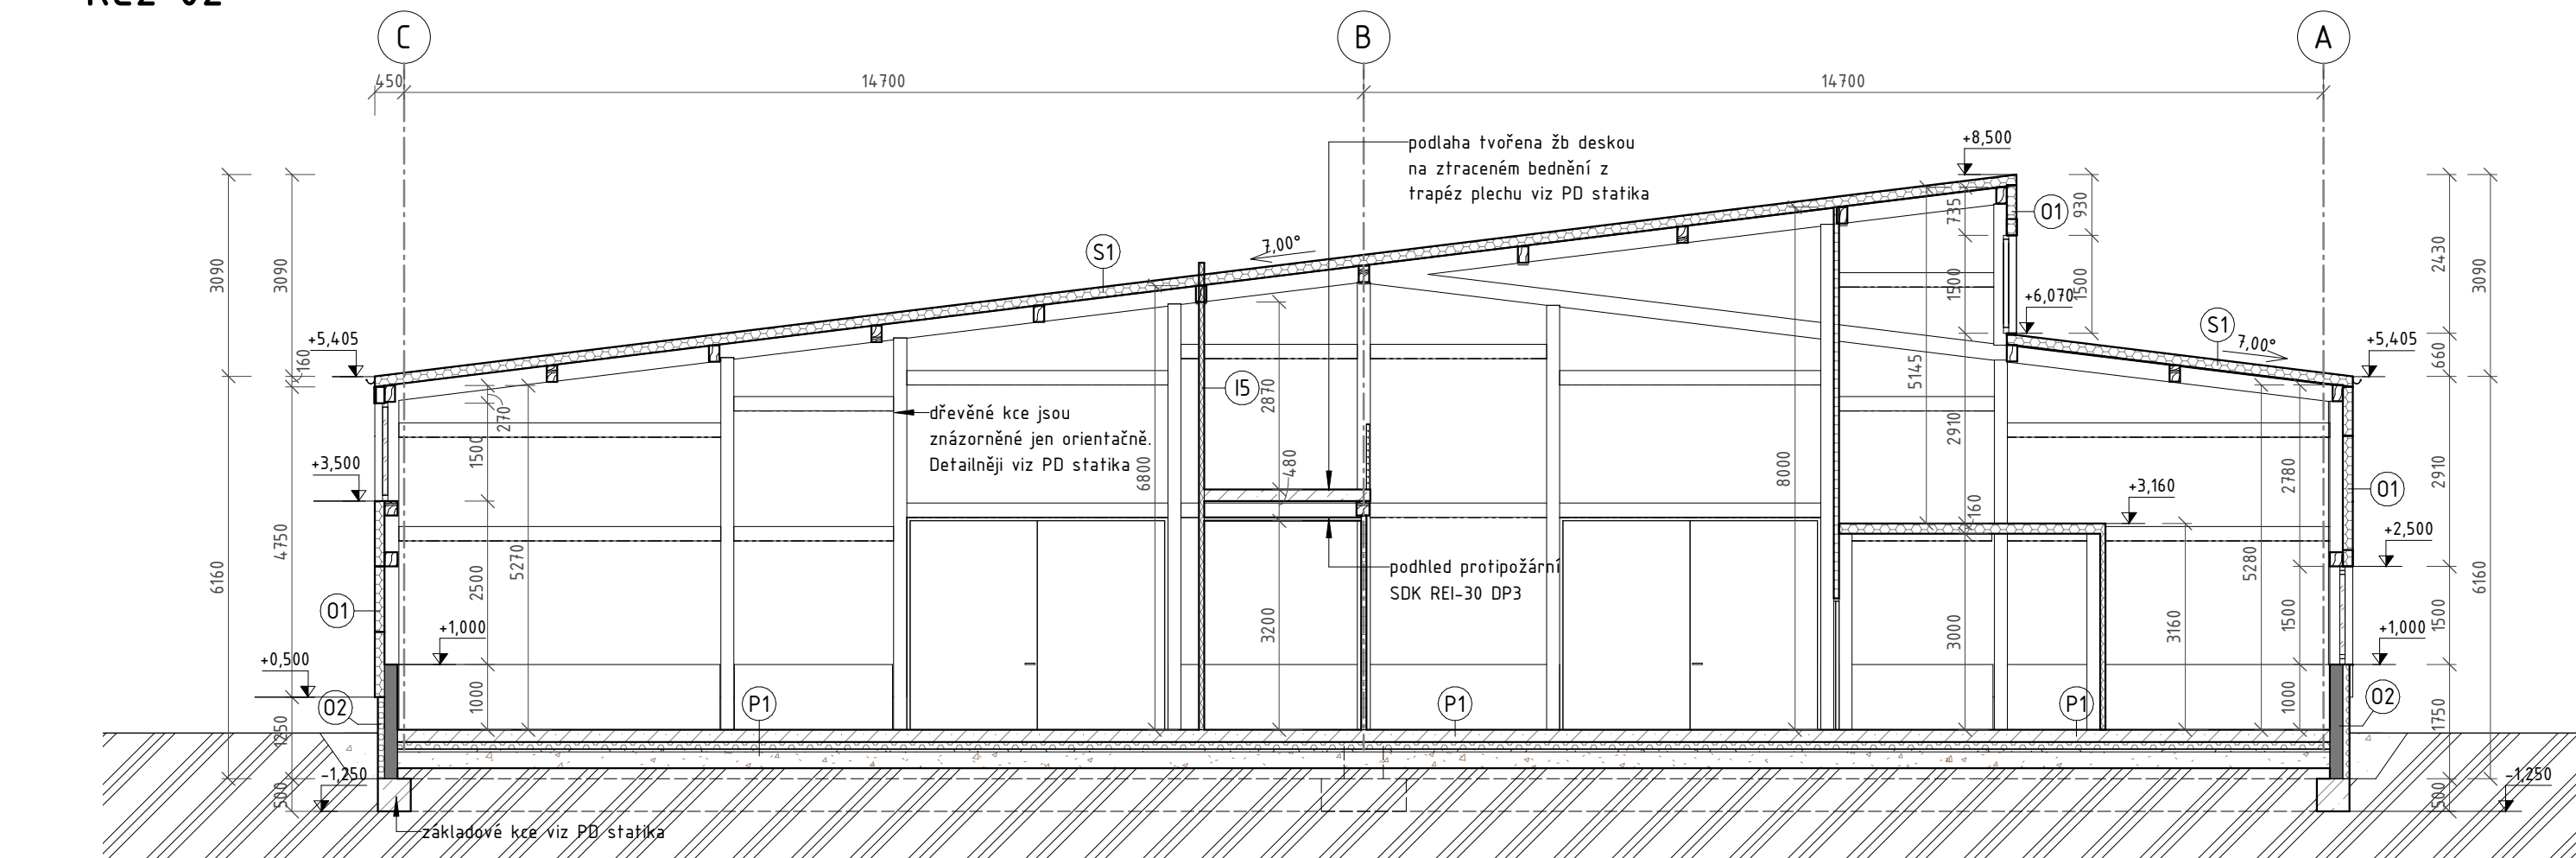 C
B
A
450
14700
14700
podlaha tvořena žb deskou
na ztraceném bednění z
trapéz plechu viz PD statika
+8,500
3090
3090
735
O1
930
7,00°
S1
2430
3090
1500
+6,070
1500
S1
7,00°
+5,405
160
+5,405
660
5145
270
I5
2870
dřevěné kce jsou
znázorněné jen orientačně.
Detailněji viz PD statika
1500
+3,500
6800
480
8000
2910
2780
2910
O1
+3,160
160
4750
6160
2500
5270
podhled protipožární
SDK REI-30 DP3
+2,500
5280
6160
O1
+1,000
3200
3000
3160
1500
1500
+1,000
+0,500
O2
1000
P1
P1
P1
1000
O2
1250
1750
-1,250
500
-1,250
500
základové kce viz PD statika